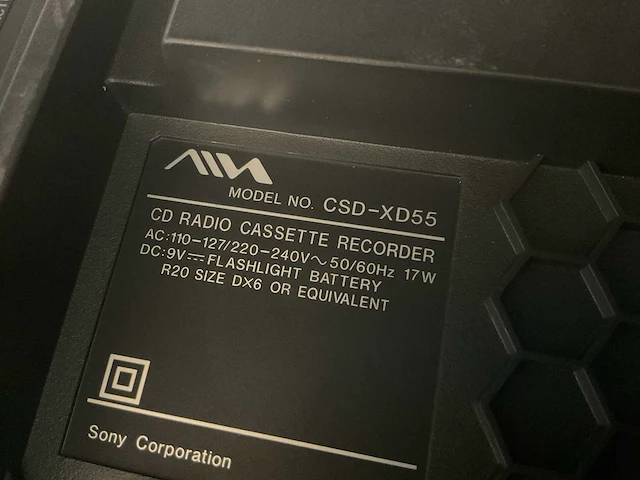 AIWA
MODEL NO. CSD-XD55
CD RADIO CASSETTE RECORDER
AC:110-127/220-240V～50/60Hz 17W
DC:9V⎓FLASHLIGHT BATTERY
R20 SIZE DX6 OR EQUIVALENT
Sony Corporation